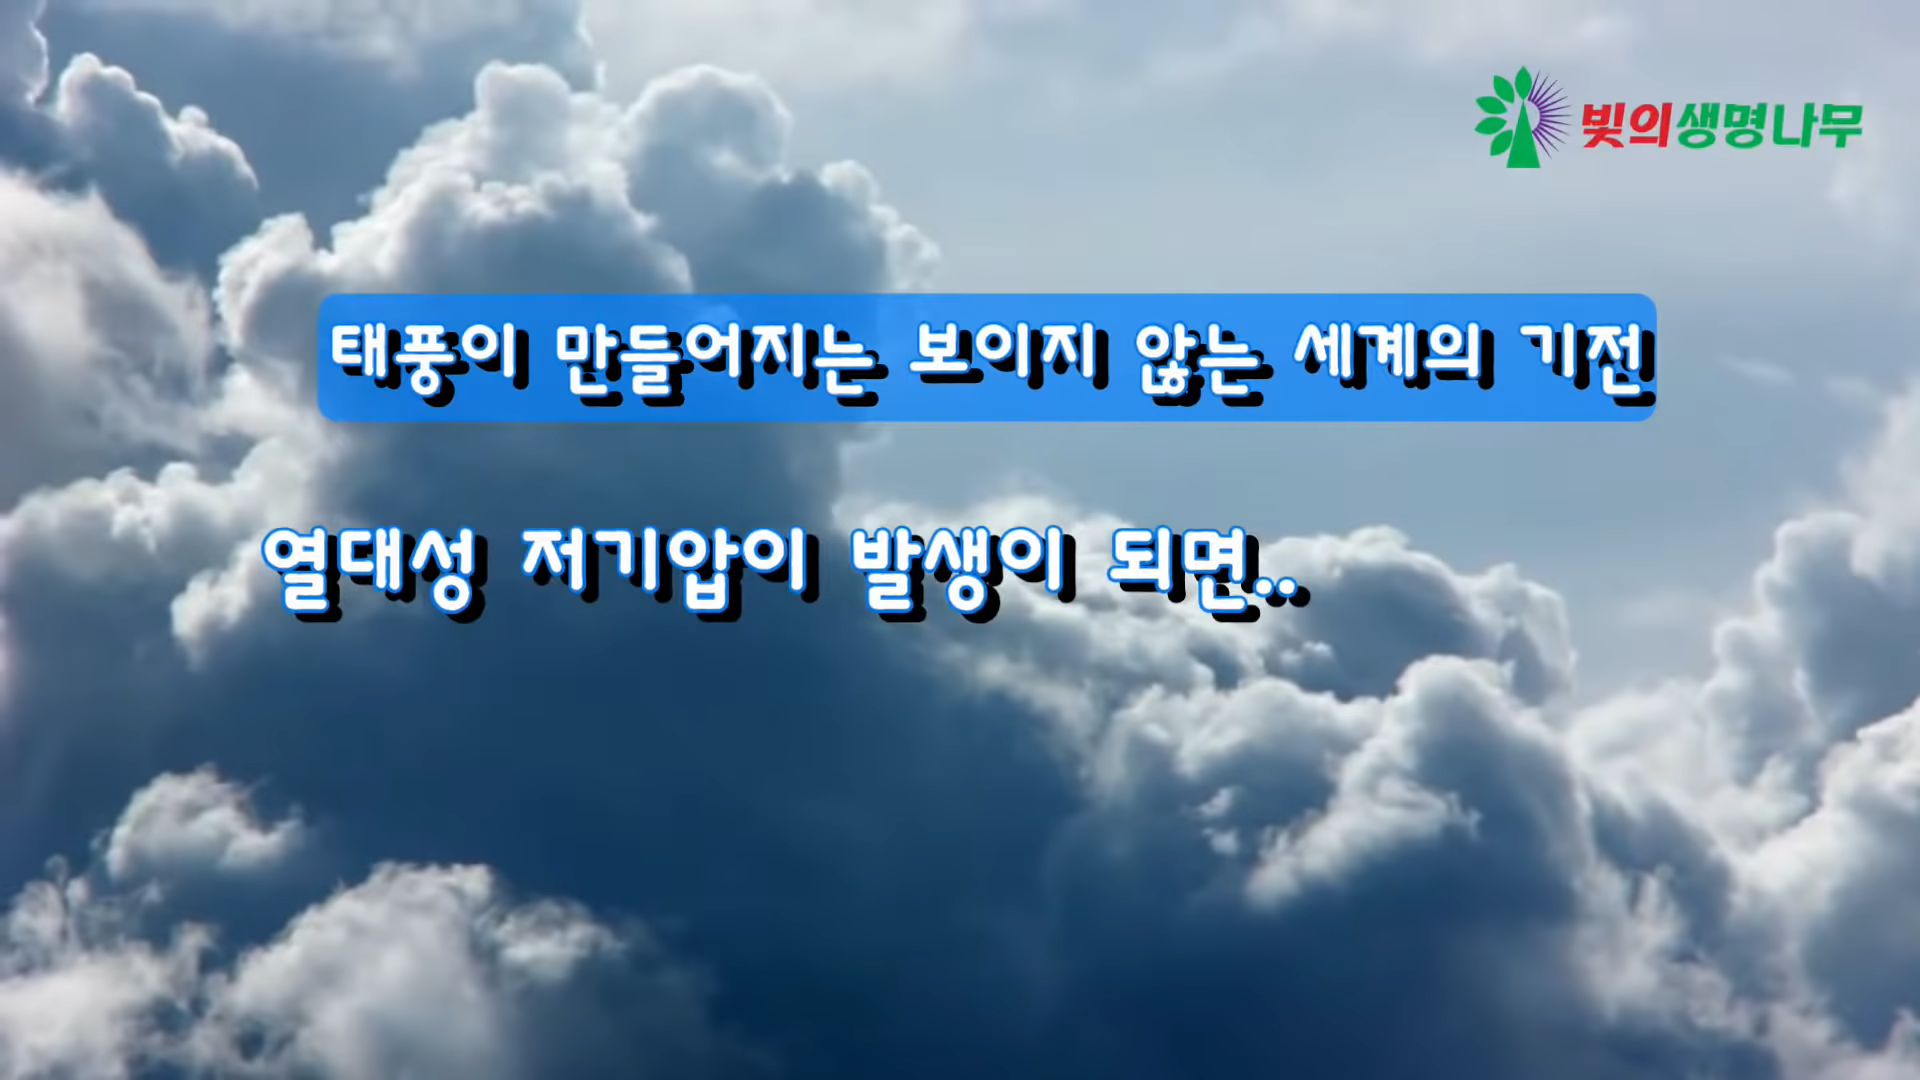 빛의생명나무
태풍이 만들어지는 보이지 않는 세계의 기전
열대성 저기압이 발생이 되면..